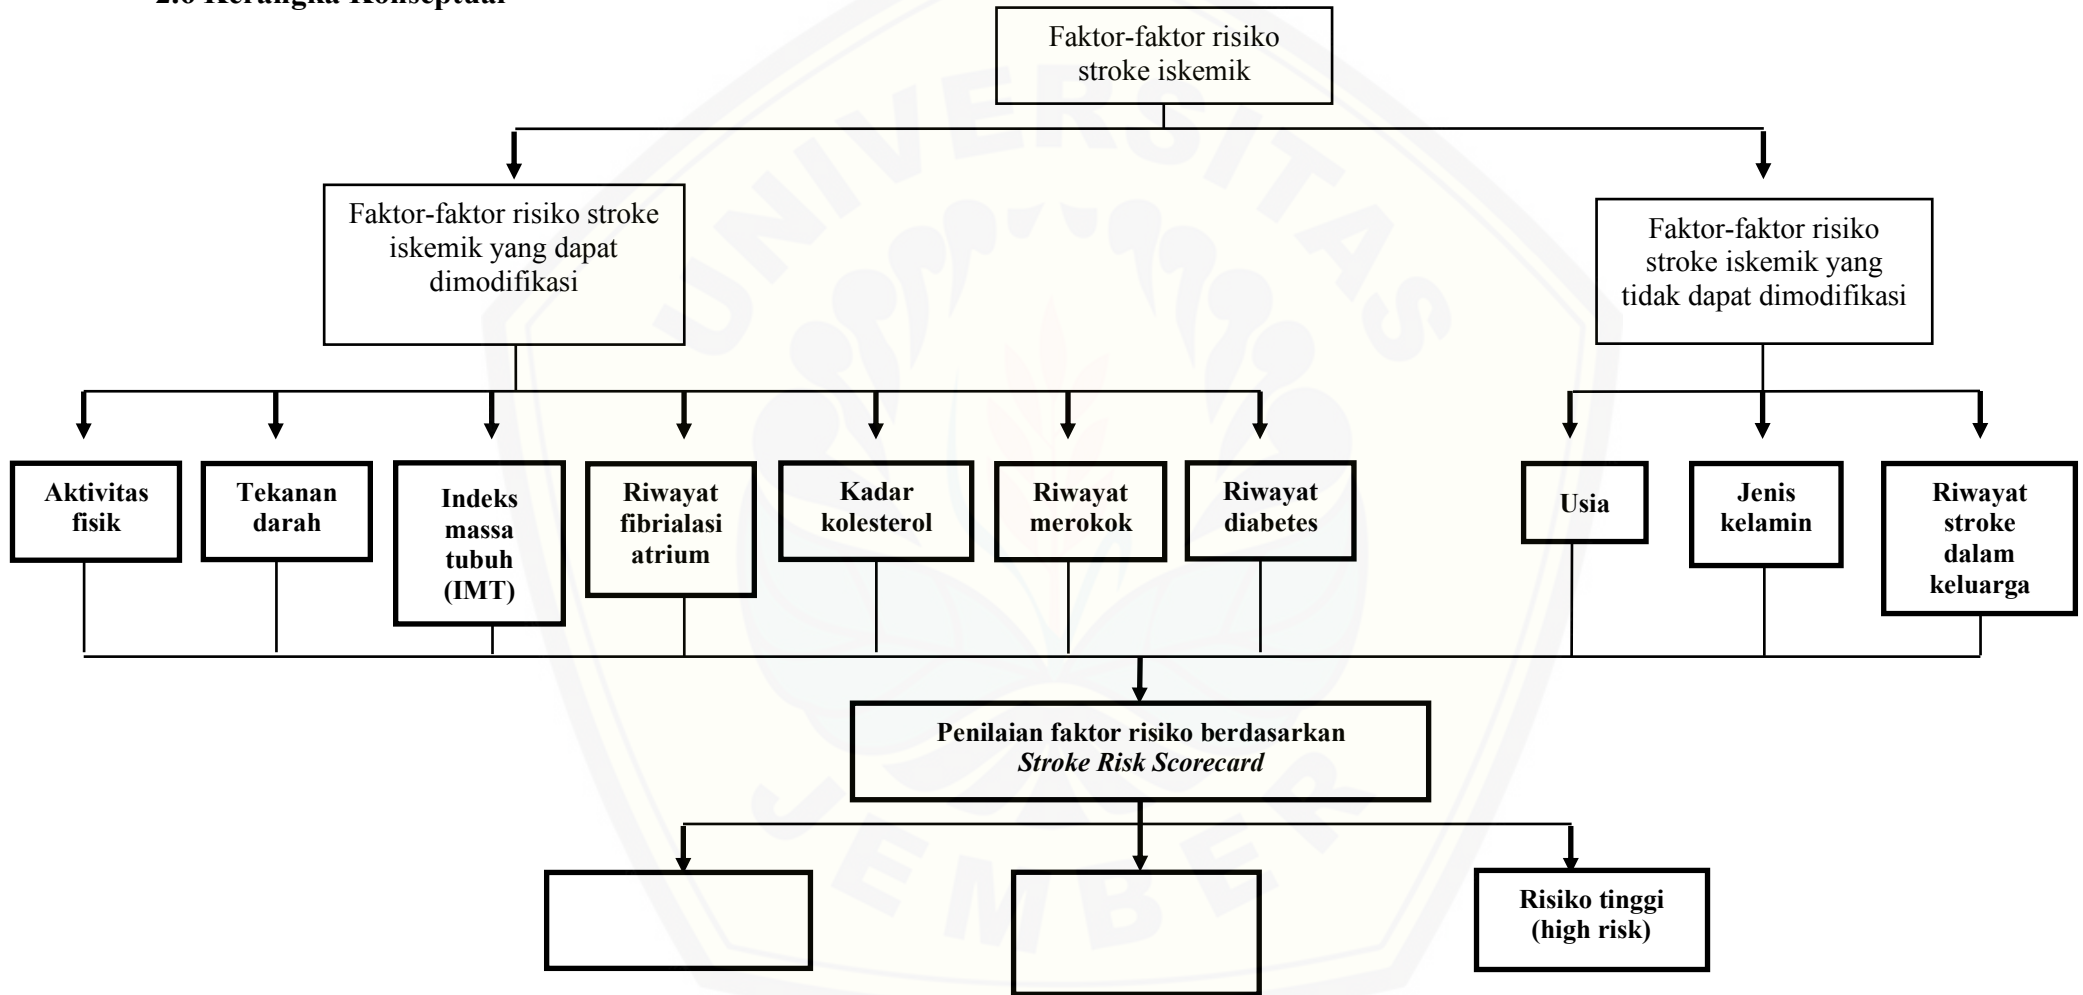 2.6 Kerangka Konseptual
Faktor-faktor risiko
stroke iskemik
Faktor-faktor risiko stroke
iskemik yang dapat
dimodifikasi
Faktor-faktor risiko
stroke iskemik yang
tidak dapat dimodifikasi
Aktivitas
fisik
Tekanan
darah
Indeks
massa
tubuh
(IMT)
Riwayat
fibrialasi
atrium
Kadar
kolesterol
Riwayat
merokok
Riwayat
diabetes
Usia
Jenis
kelamin
Riwayat
stroke
dalam
keluarga
Penilaian faktor risiko berdasarkan
Stroke Risk Scorecard
Risiko tinggi
(high risk)
UNIVERSITAS
JEMBER